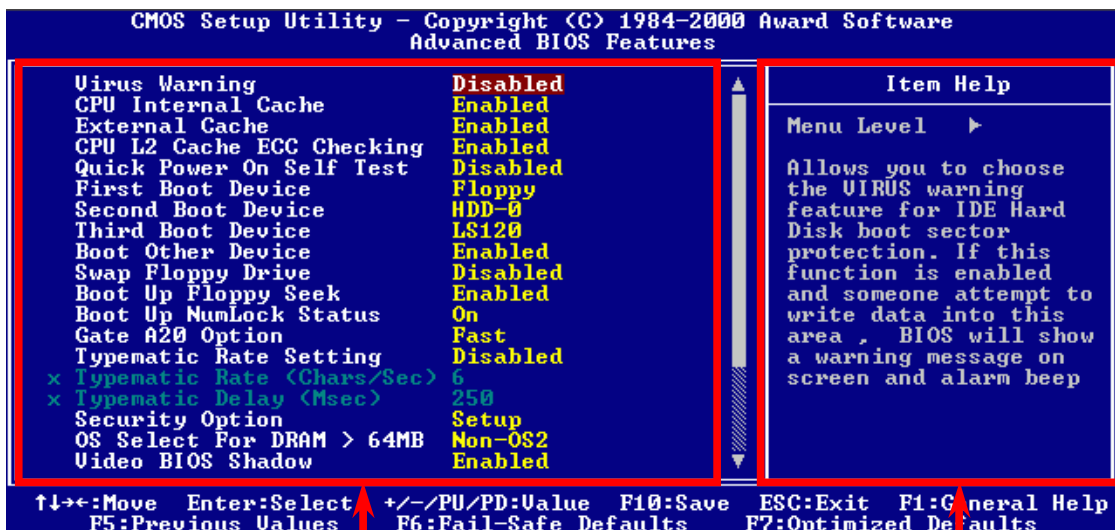 CMOS Setup Utility – Copyright (C) 1984-2000 Award Software
Advanced BIOS Features
Virus Warning Disabled
CPU Internal Cache Enabled
External Cache Enabled
CPU L2 Cache ECC Checking Enabled
Quick Power On Self Test Disabled
First Boot Device Floppy
Second Boot Device HDD-0
Third Boot Device LS120
Boot Other Device Enabled
Swap Floppy Drive Disabled
Boot Up Floppy Seek Enabled
Boot Up NumLock Status On
Gate A20 Option Fast
Typematic Rate Setting Disabled
x Typematic Rate (Chars/Sec) 6
x Typematic Delay (Msec) 250
Security Option Setup
OS Select For DRAM > 64MB Non-OS2
Video BIOS Shadow Enabled
Item Help
Menu Level ▶
Allows you to choose
the VIRUS warning
feature for IDE Hard
Disk boot sector
protection. If this
function is enabled
and someone attempt to
write data into this
area , BIOS will show
a warning message on
screen and alarm beep
↑↓→←:Move Enter:Select +/-/PU/PD:Value F10:Save ESC:Exit F1:General Help
F5:Previous Values F6:Fail-Safe Defaults F7:Optimized Defaults